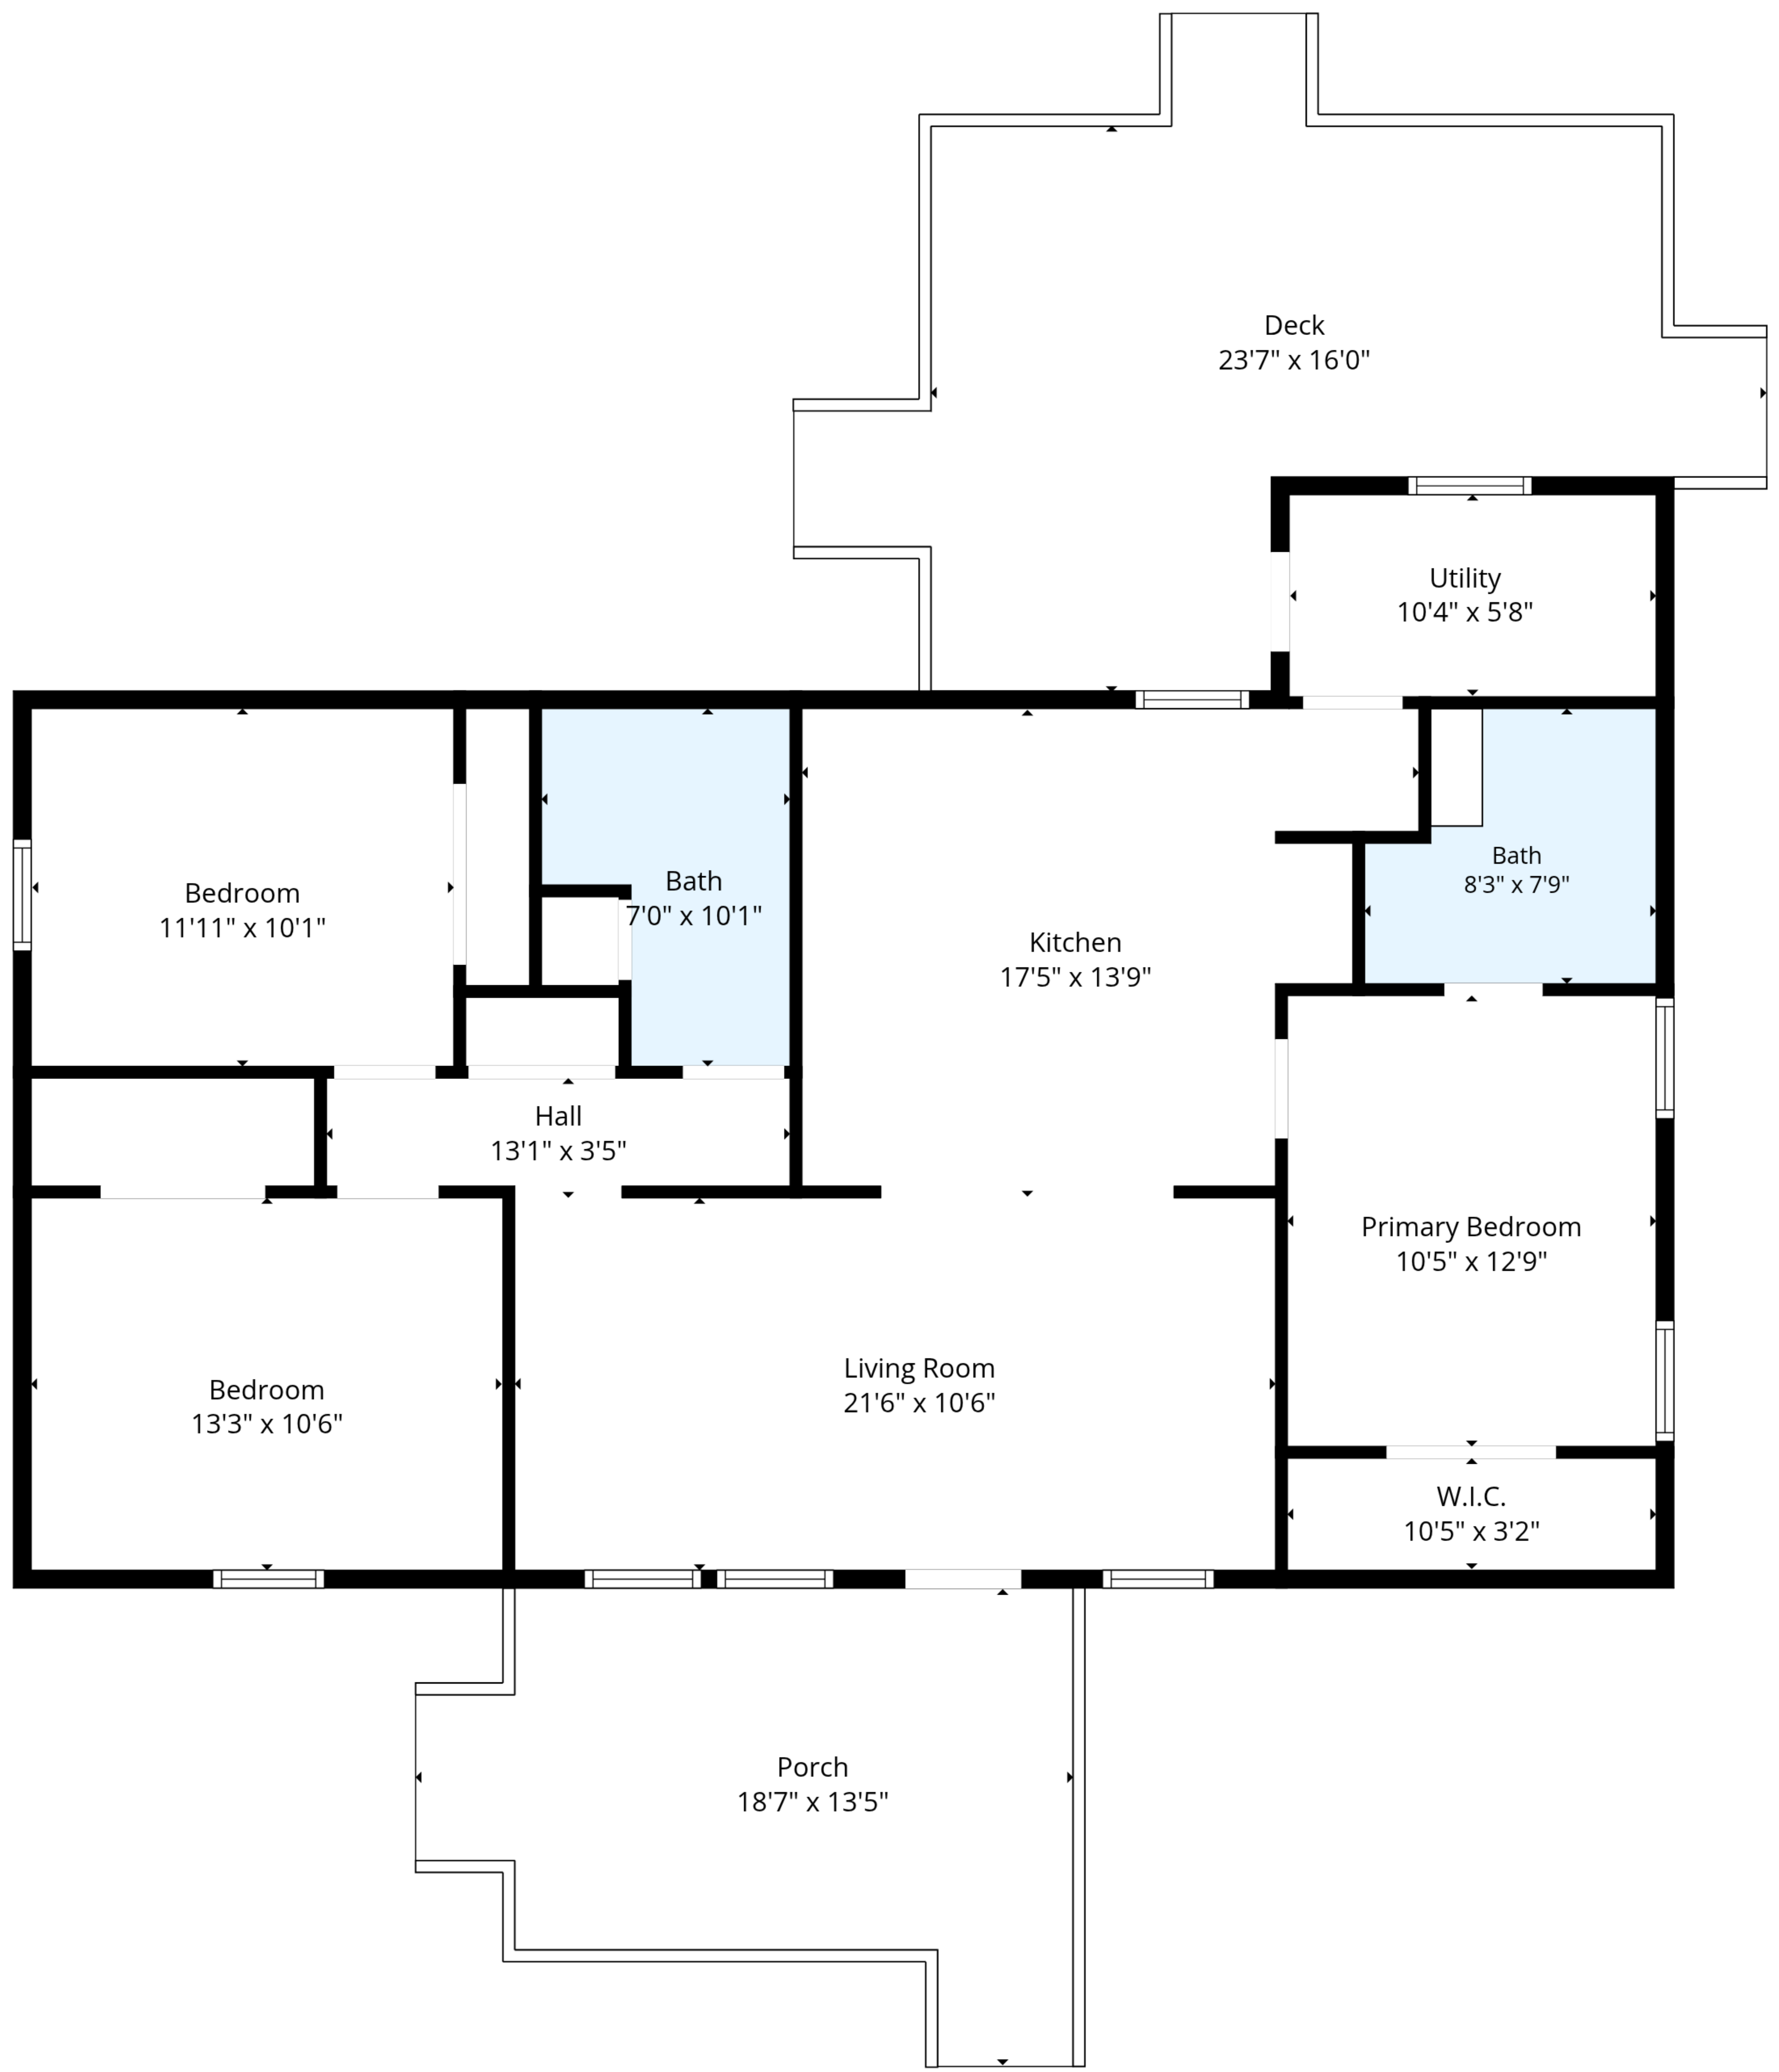 Deck
23'7" x 16'0"
Utility
10'4" x 5'8"
Bath
8'3" x 7'9"
Bedroom
11'11" x 10'1"
Bath
7'0" x 10'1"
Kitchen
17'5" x 13'9"
Hall
13'1" x 3'5"
Primary Bedroom
10'5" x 12'9"
Bedroom
13'3" x 10'6"
Living Room
21'6" x 10'6"
W.I.C.
10'5" x 3'2"
Porch
18'7" x 13'5"